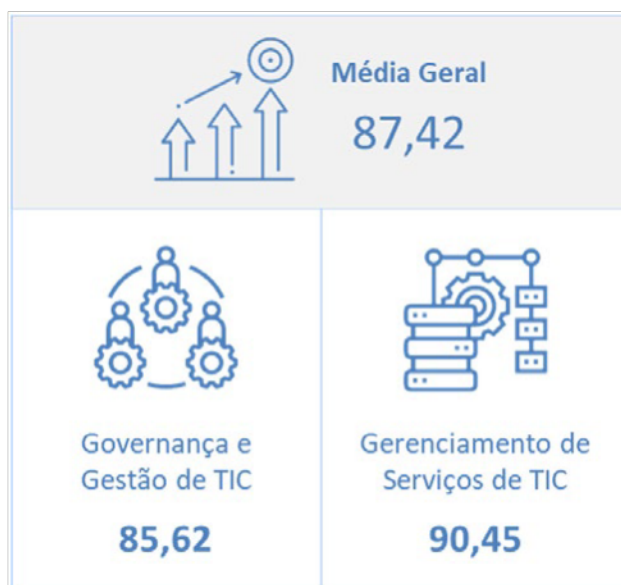 Média Geral
87,42
Governança e
Gestão de TIC
85,62
Gerenciamento de
Serviços de TIC
90,45